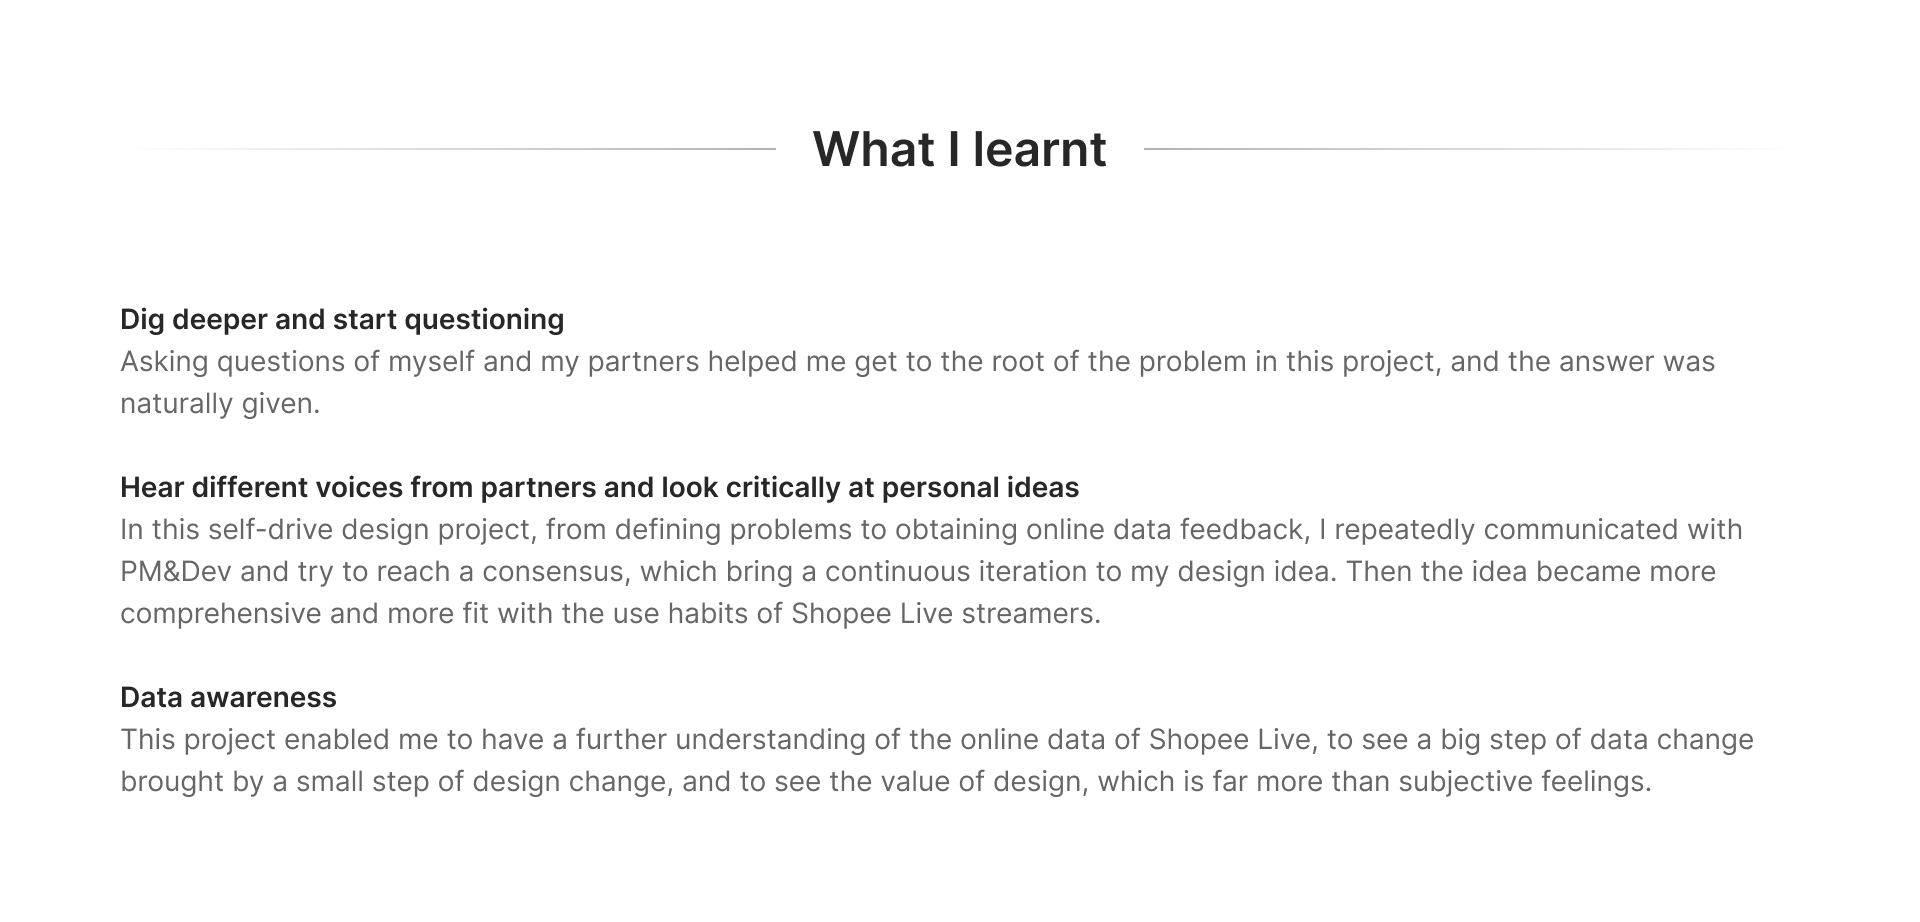 What I learnt
Dig deeper and start questioning
Asking questions of myself and my partners helped me get to the root of the problem in this project, and the answer was
naturally given.
Hear different voices from partners and look critically at personal ideas
In this self-drive design project, from defining problems to obtaining online data feedback, I repeatedly communicated with
PM&Dev and try to reach a consensus, which bring a continuous iteration to my design idea. Then the idea became more
comprehensive and more fit with the use habits of Shopee Live streamers.
Data awareness
This project enabled me to have a further understanding of the online data of Shopee Live, to see a big step of data change
brought by a small step of design change, and to see the value of design, which is far more than subjective feelings.